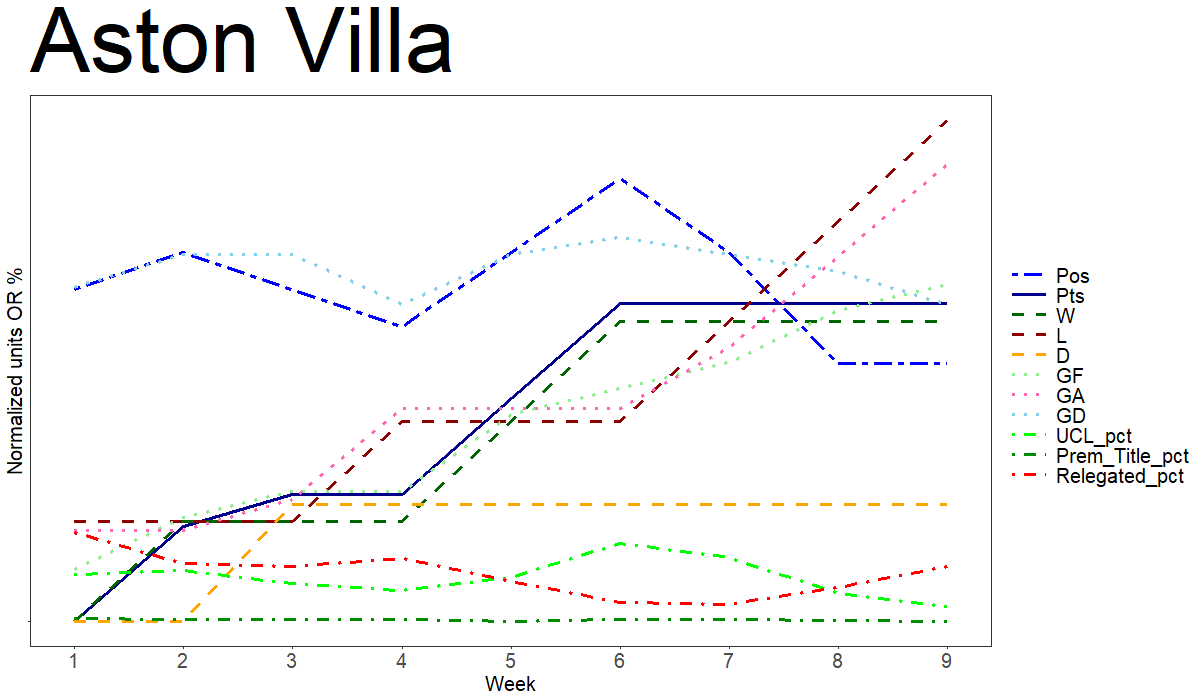 Aston Villa
Normalized units OR %
Pos
Pts
W
L
D
GF
GA
GD
UCL_pct
Prem_Title_pct
Relegated_pct
1 2 3 4 5 6 7 8 9
Week